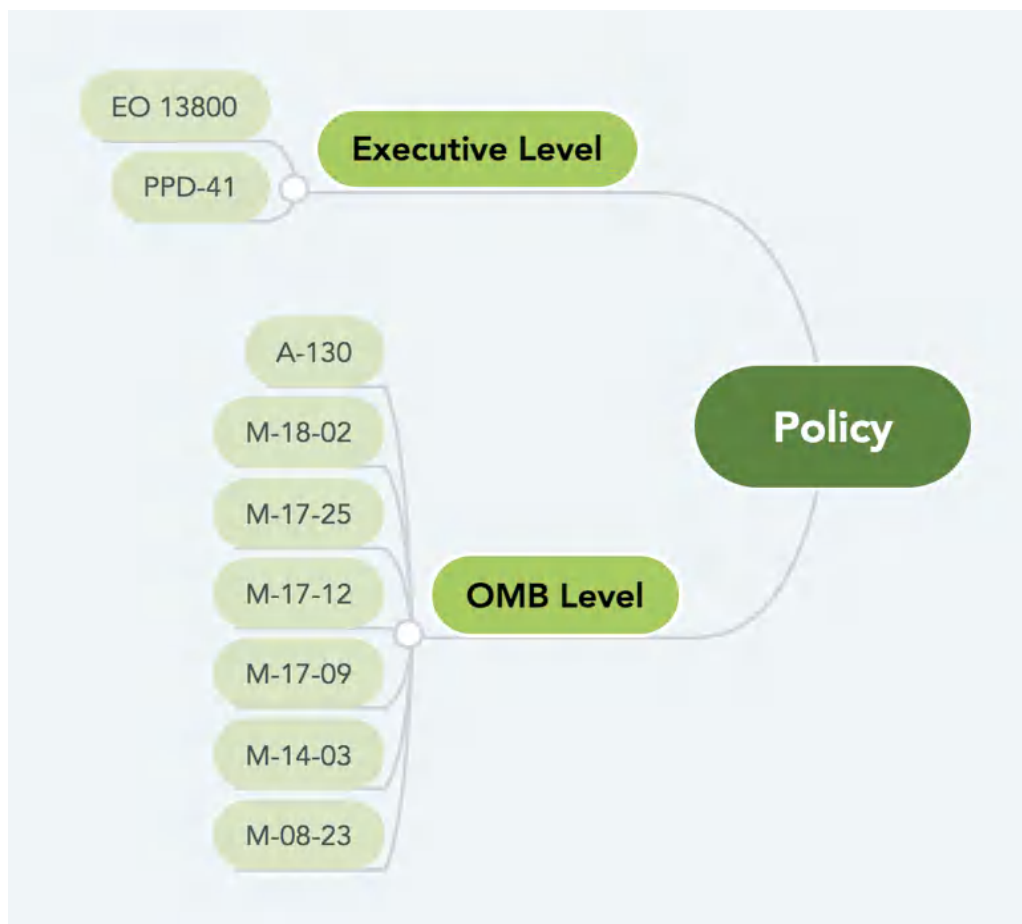 EO 13800
Executive Level
PPD-41
A-130
Policy
M-18-02
M-17-25
M-17-12
OMB Level
M-17-09
M-14-03
M-08-23